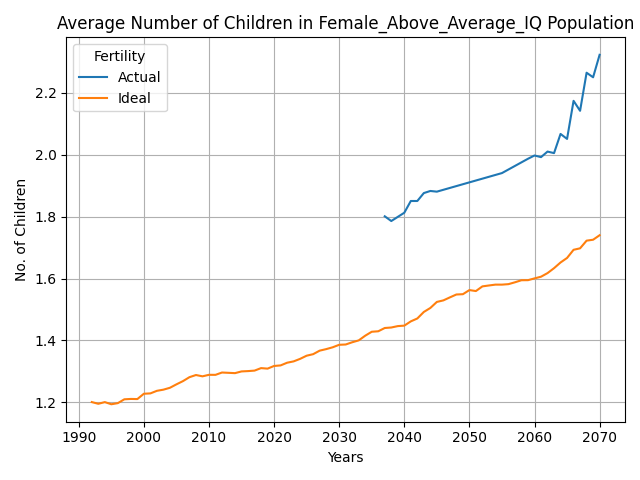 Average Number of Children in Female_Above_Average_IQ Population
Fertility
Actual
Ideal
No. of Children
2.2
2.0
1.8
1.6
1.4
1.2
1990 2000 2010 2020 2030 2040 2050 2060 2070
Years